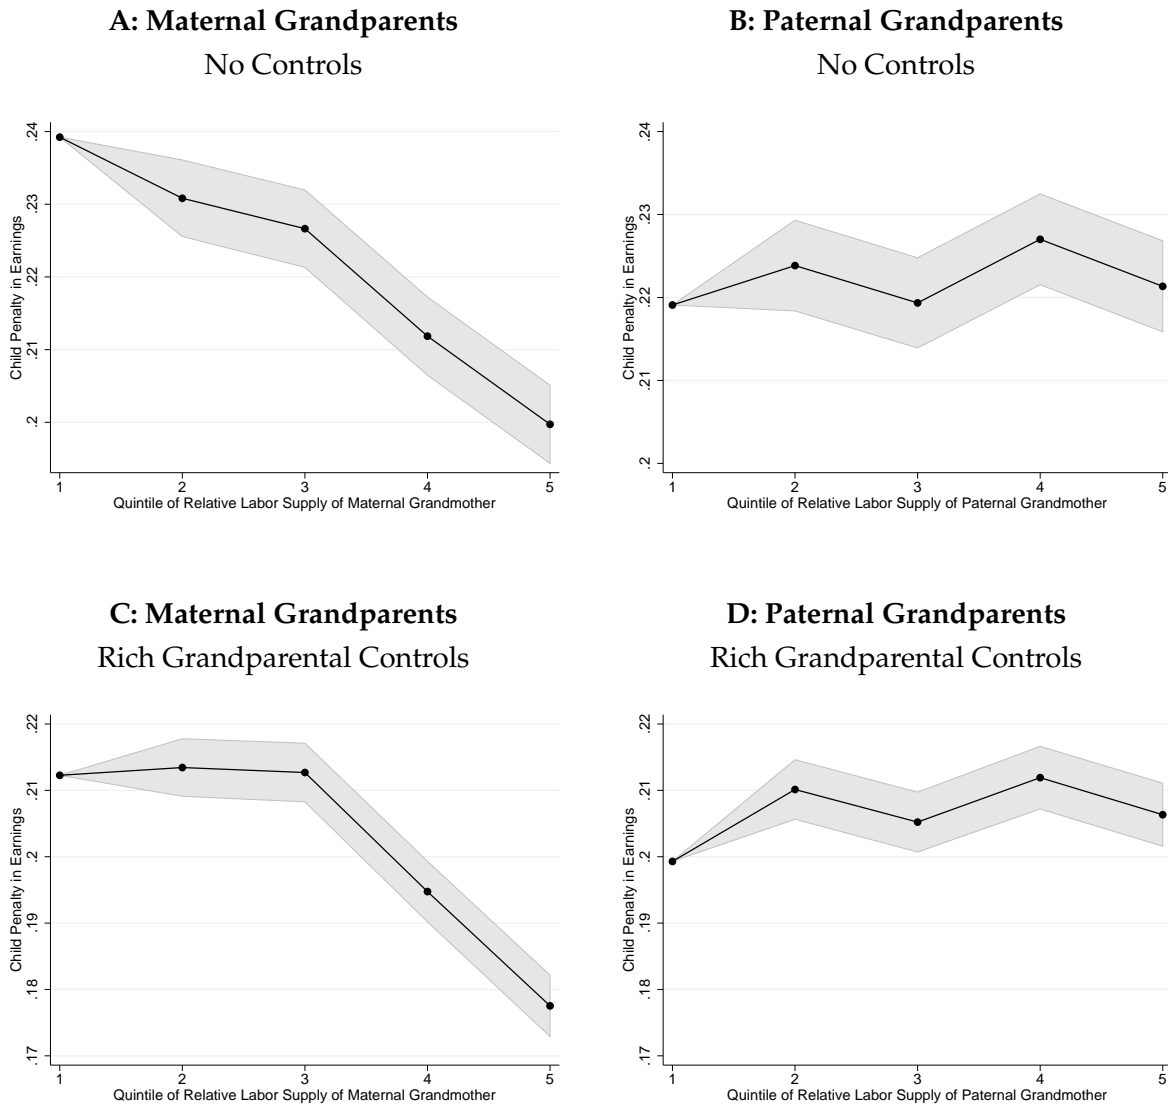 A: Maternal Grandparents
No Controls
Child Penalty in Earnings
.24
.23
.22
.21
.2
1 2 3 4 5
Quintile of Relative Labor Supply of Maternal Grandmother
B: Paternal Grandparents
No Controls
Child Penalty in Earnings
.24
.23
.22
.21
.2
1 2 3 4 5
Quintile of Relative Labor Supply of Paternal Grandmother
C: Maternal Grandparents
Rich Grandparental Controls
Child Penalty in Earnings
.22
.21
.2
.19
.18
.17
1 2 3 4 5
Quintile of Relative Labor Supply of Maternal Grandmother
D: Paternal Grandparents
Rich Grandparental Controls
Child Penalty in Earnings
.22
.21
.2
.19
.18
.17
1 2 3 4 5
Quintile of Relative Labor Supply of Paternal Grandmother